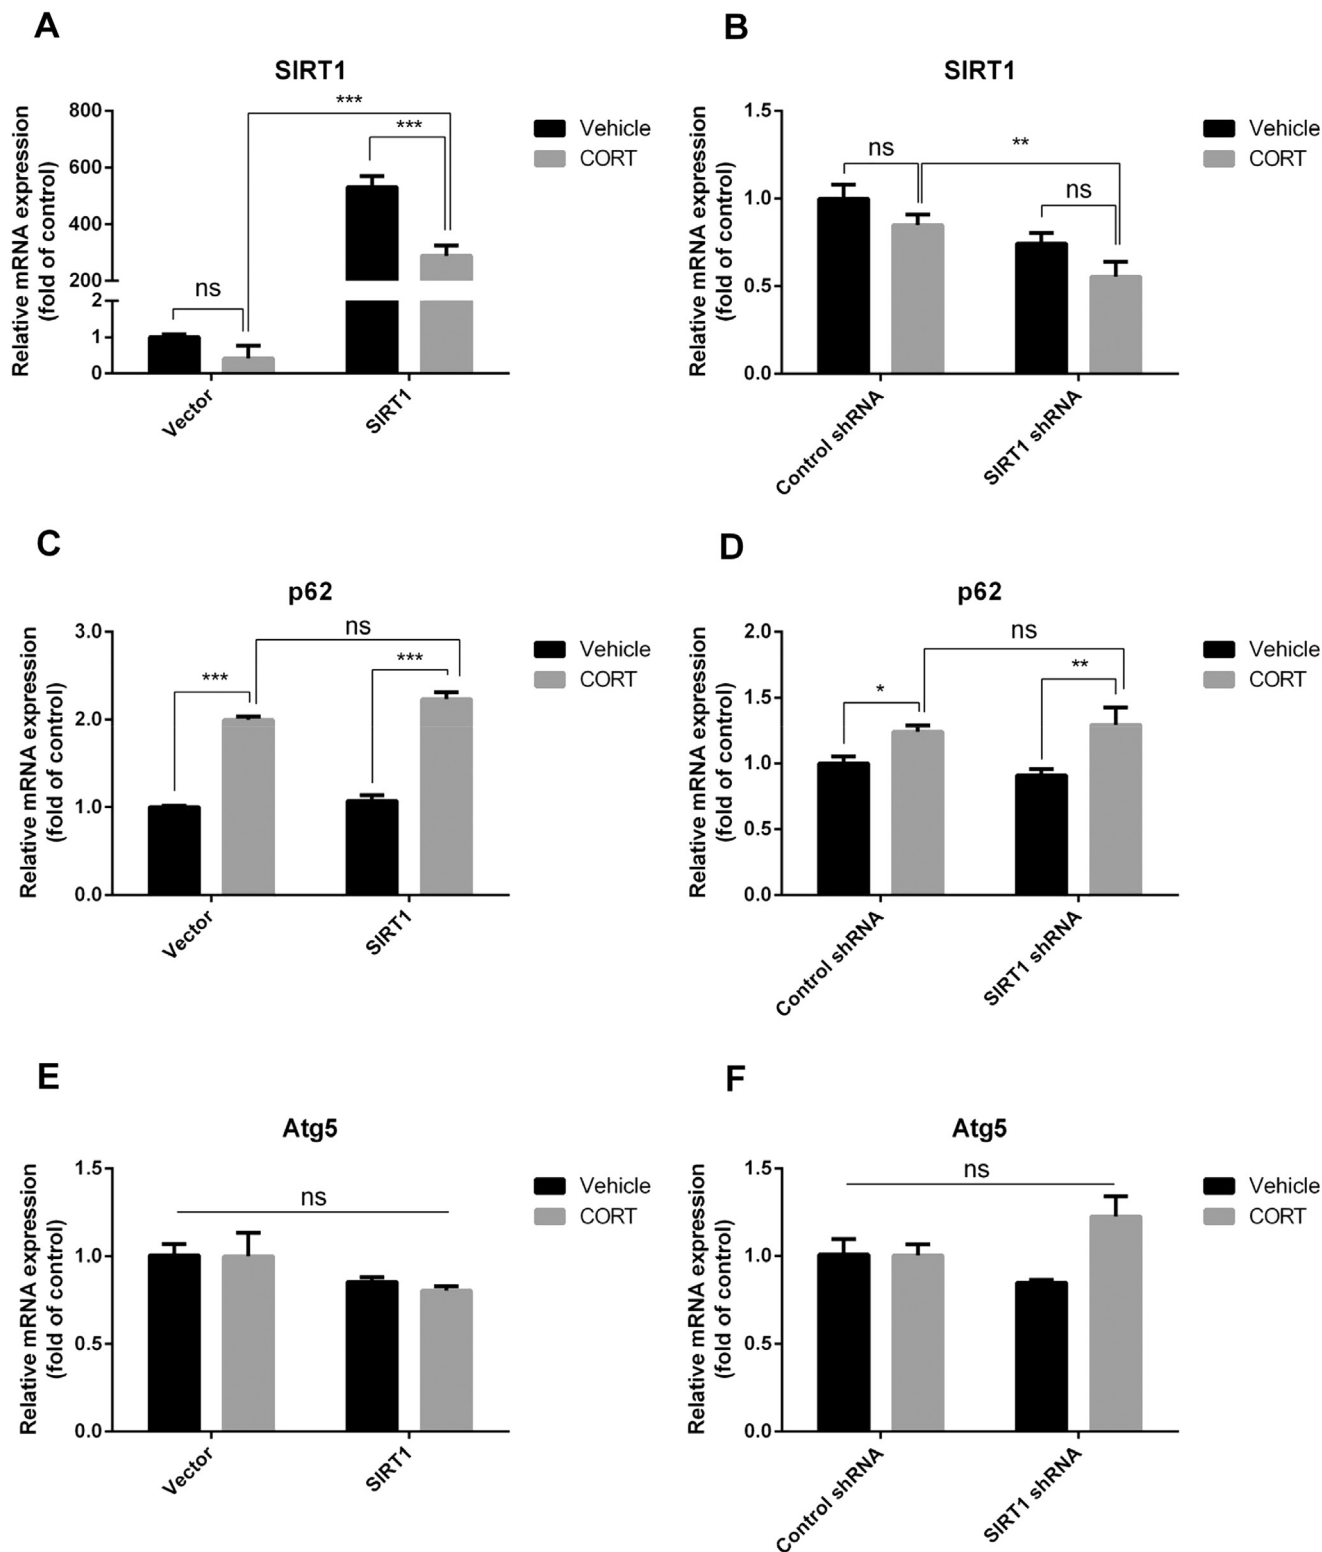 A
SIRT1
Relative mRNA expression
(fold of control)
800
600
400
200
2
1
0
ns
***
***
Vehicle
CORT
Vector
SIRT1
B
SIRT1
Relative mRNA expression
(fold of control)
1.5
1.0
0.5
0.0
ns
**
ns
Vehicle
CORT
Control shRNA
SIRT1 shRNA
C
p62
Relative mRNA expression
(fold of control)
3.0
2.0
1.0
0.0
***
ns
***
Vehicle
CORT
Vector
SIRT1
D
p62
Relative mRNA expression
(fold of control)
2.0
1.5
1.0
0.5
0.0
*
ns
**
Vehicle
CORT
Control shRNA
SIRT1 shRNA
E
Atg5
Relative mRNA expression
(fold of control)
1.5
1.0
0.5
0.0
ns
Vehicle
CORT
Vector
SIRT1
F
Atg5
Relative mRNA expression
(fold of control)
1.5
1.0
0.5
0.0
ns
Vehicle
CORT
Control shRNA
SIRT1 shRNA